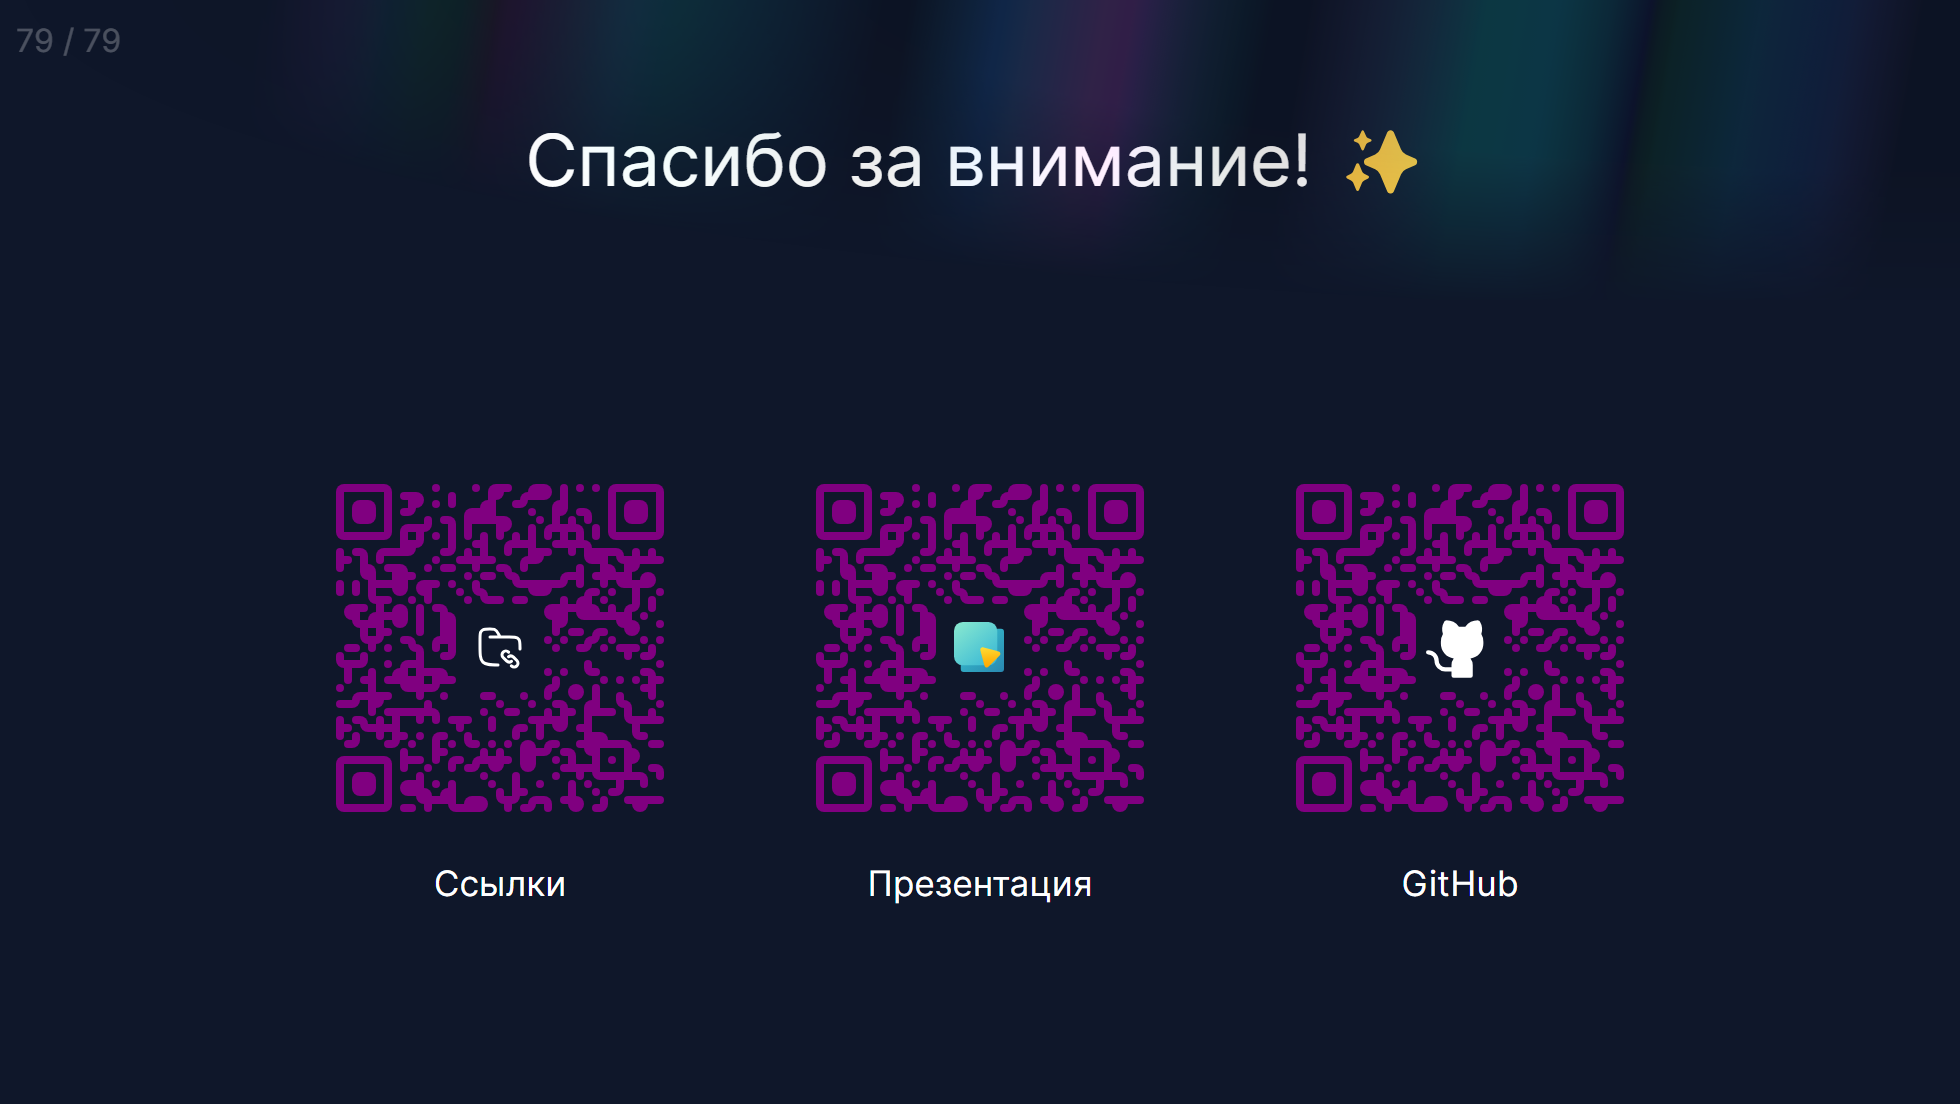 79 / 79
Спасибо за внимание! ✨
Ссылки
Презентация
GitHub